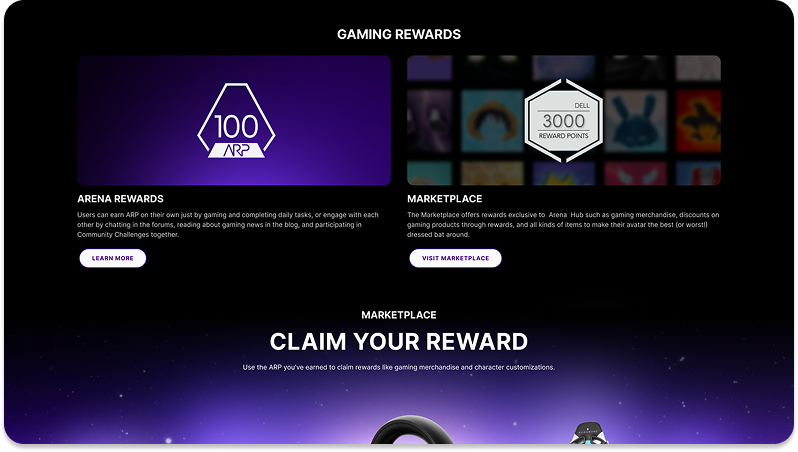 GAMING REWARDS
100
ARP
DELL
3000
REWARD POINTS
ARENA REWARDS
Users can earn ARP on their own just by gaming and completing daily tasks, or engage with each
other by chatting in the forums, reading about gaming news in the blog, and participating in
Community Challenges together.
LEARN MORE
MARKETPLACE
The Marketplace offers rewards exclusive to Arena Hub such as gaming merchandise, discounts on
gaming products through rewards, and all kinds of items to make their avatar the best (or worst!)
dressed bat around.
VISIT MARKETPLACE
MARKETPLACE
CLAIM YOUR REWARD
Use the ARP you've earned to claim rewards like gaming merchandise and character customizations.